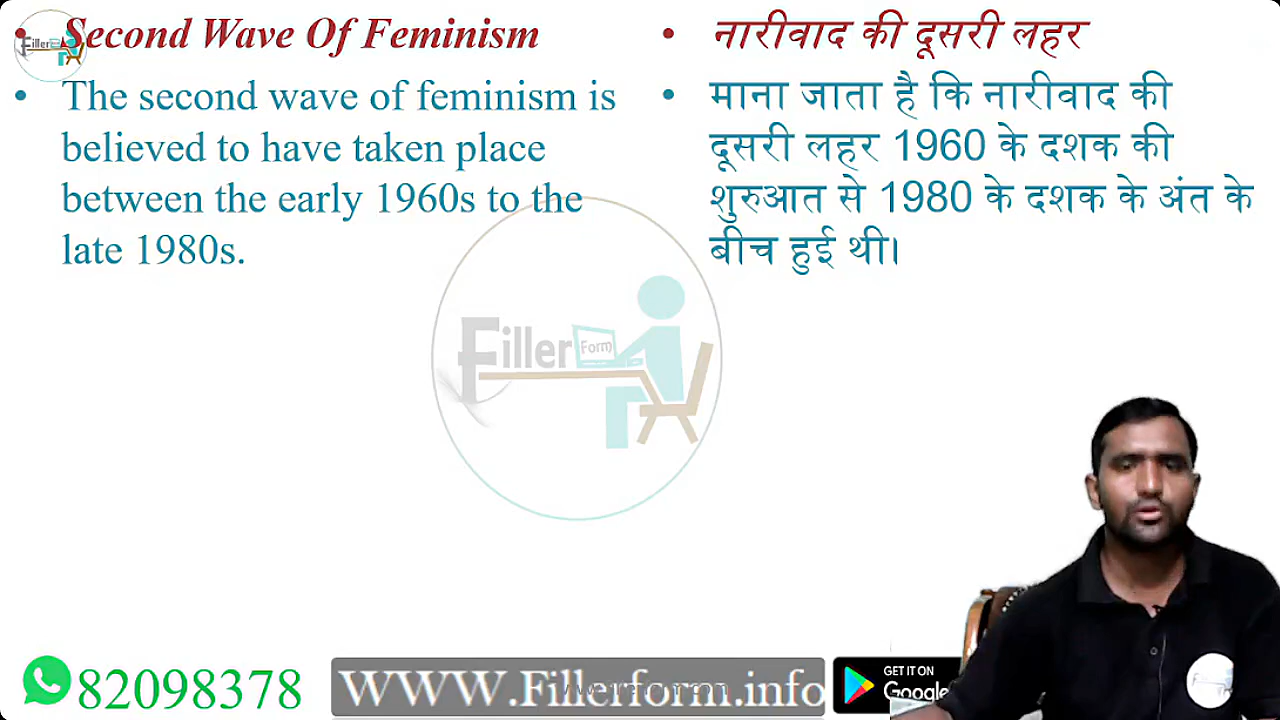 Second Wave Of Feminism
The second wave of feminism is
believed to have taken place
between the early 1960s to the
late 1980s.
नारीवाद की दूसरी लहर
माना जाता है कि नारीवाद की
दूसरी लहर 1960 के दशक की
शुरुआत से 1980 के दशक के अंत के
बीच हुई थी।
Filler Form
82098378
www.Fillerform.info
GET IT ON
Google